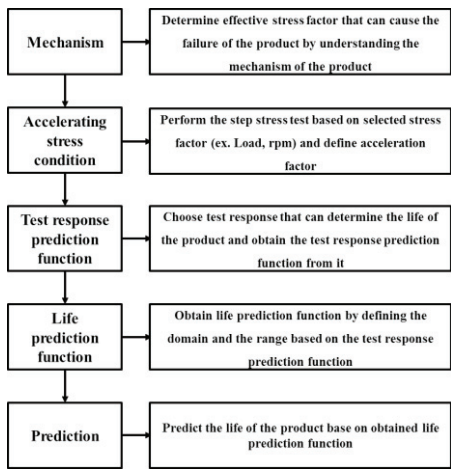 Mechanism
Determine effective stress factor that can cause the
failure of the product by understanding the
mechanism of the product
Accelerating
stress
condition
Perform the step stress test based on selected stress
factor (ex. Load, rpm) and define acceleration
factor
Test response
prediction
function
Choose test response that can determine the life of
the product and obtain the test response prediction
function from it
Life
prediction
function
Obtain life prediction function by defining the
domain and the range based on the test response
prediction function
Prediction
Predict the life of the product base on obtained life
prediction function